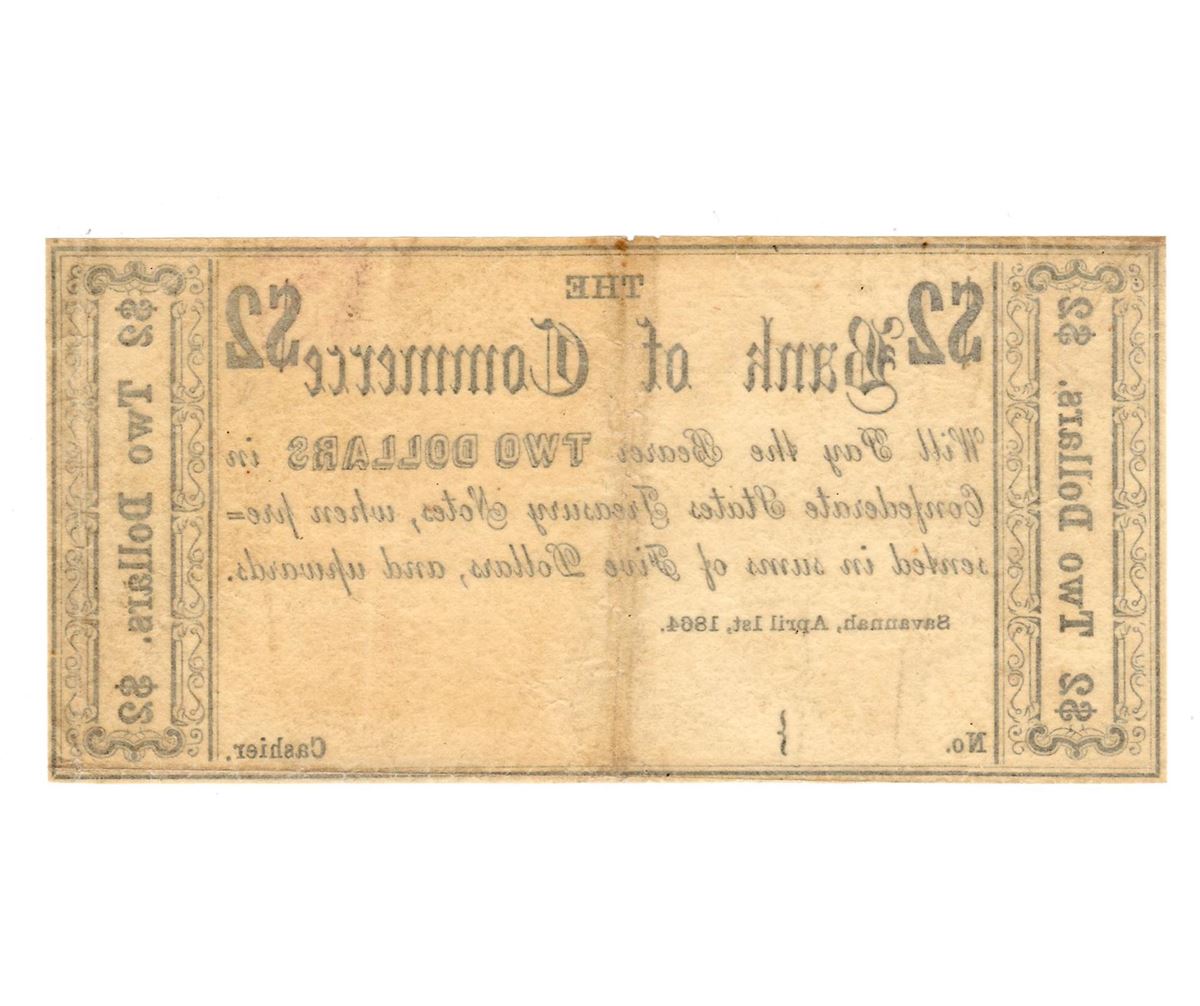 THE
$2 Bank of Commerce $2
Will Pay the Bearer TWO DOLLARS in
Confederate States Treasury Notes, when pre=
sented in sums of Five Dollars, and upwards.
Savannah, April 1st, 1864.
No. } Cashier.
$2 Two Dollars. $2
$2 Two Dollars. $2